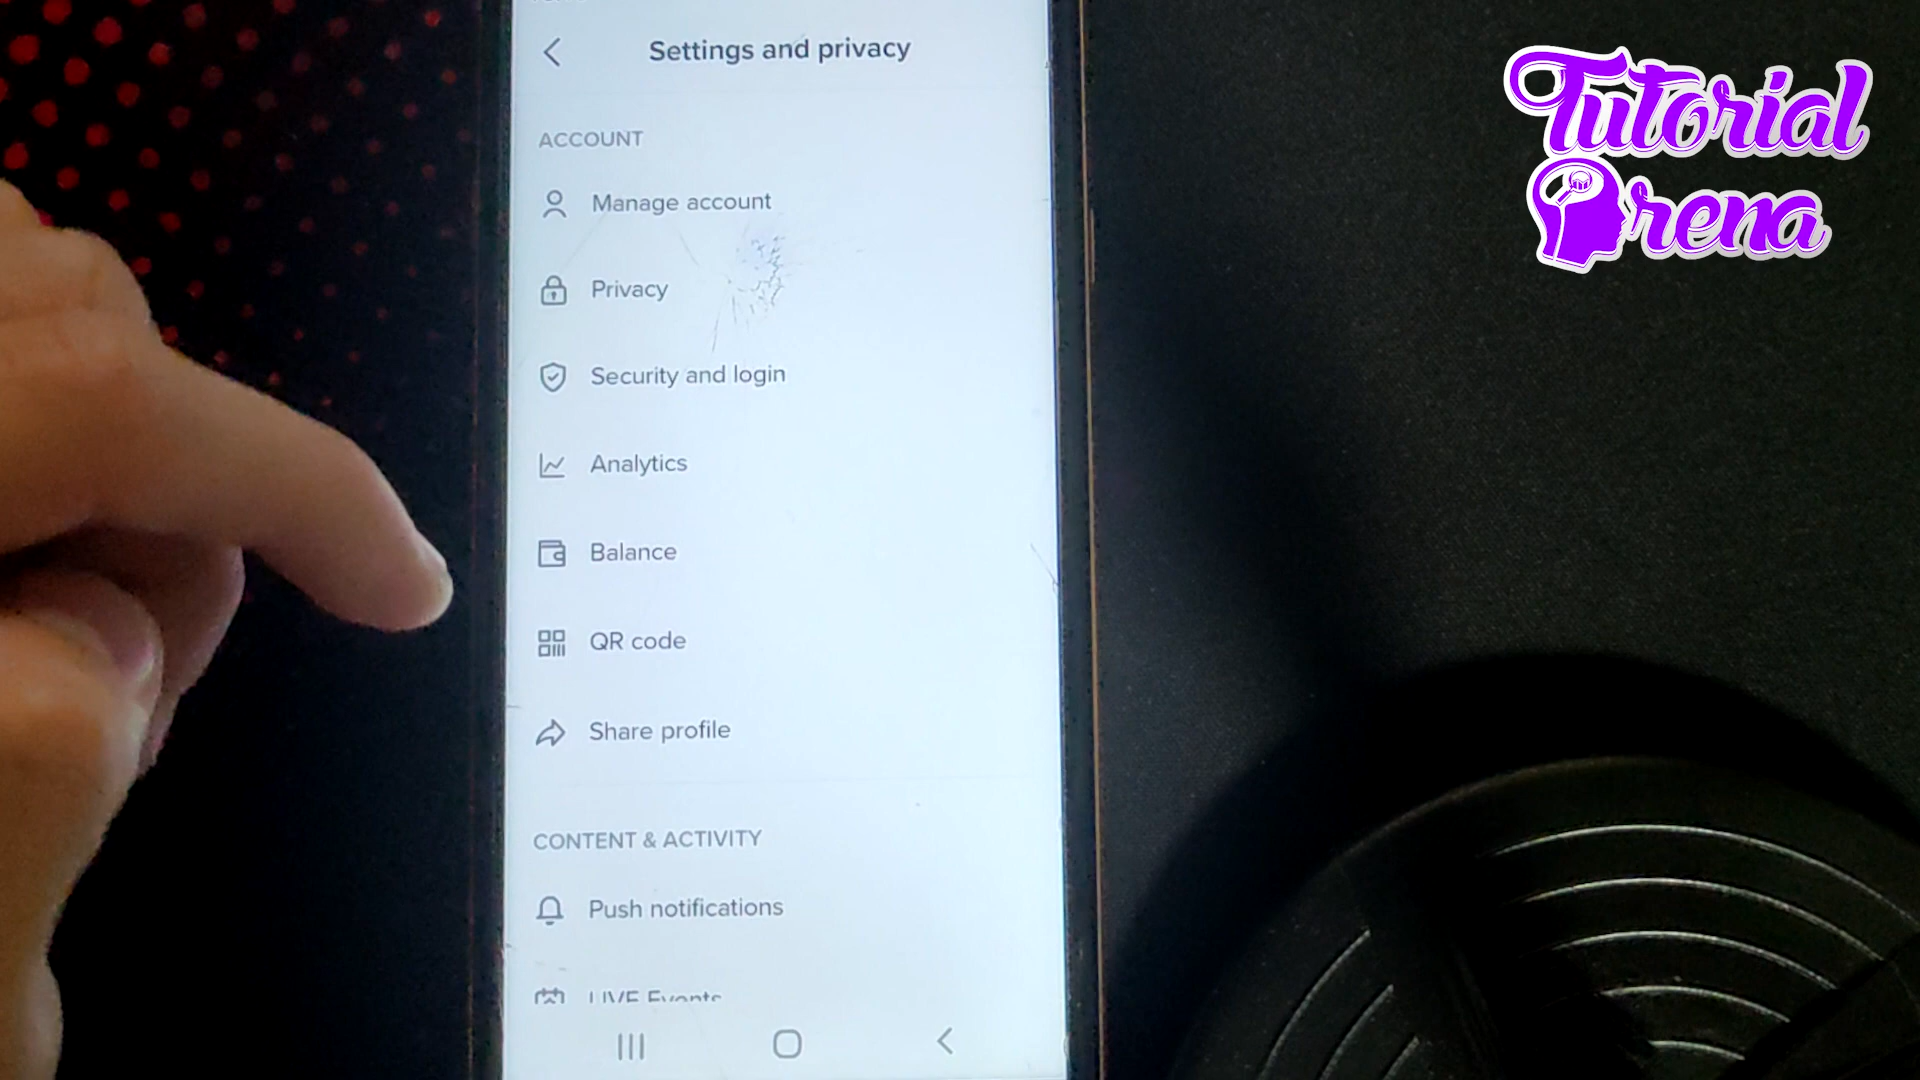 Settings and privacy
ACCOUNT
Manage account
Privacy
Security and login
Analytics
Balance
QR code
Share profile
CONTENT & ACTIVITY
Push notifications
LIVE Events
Tutorial
Arena